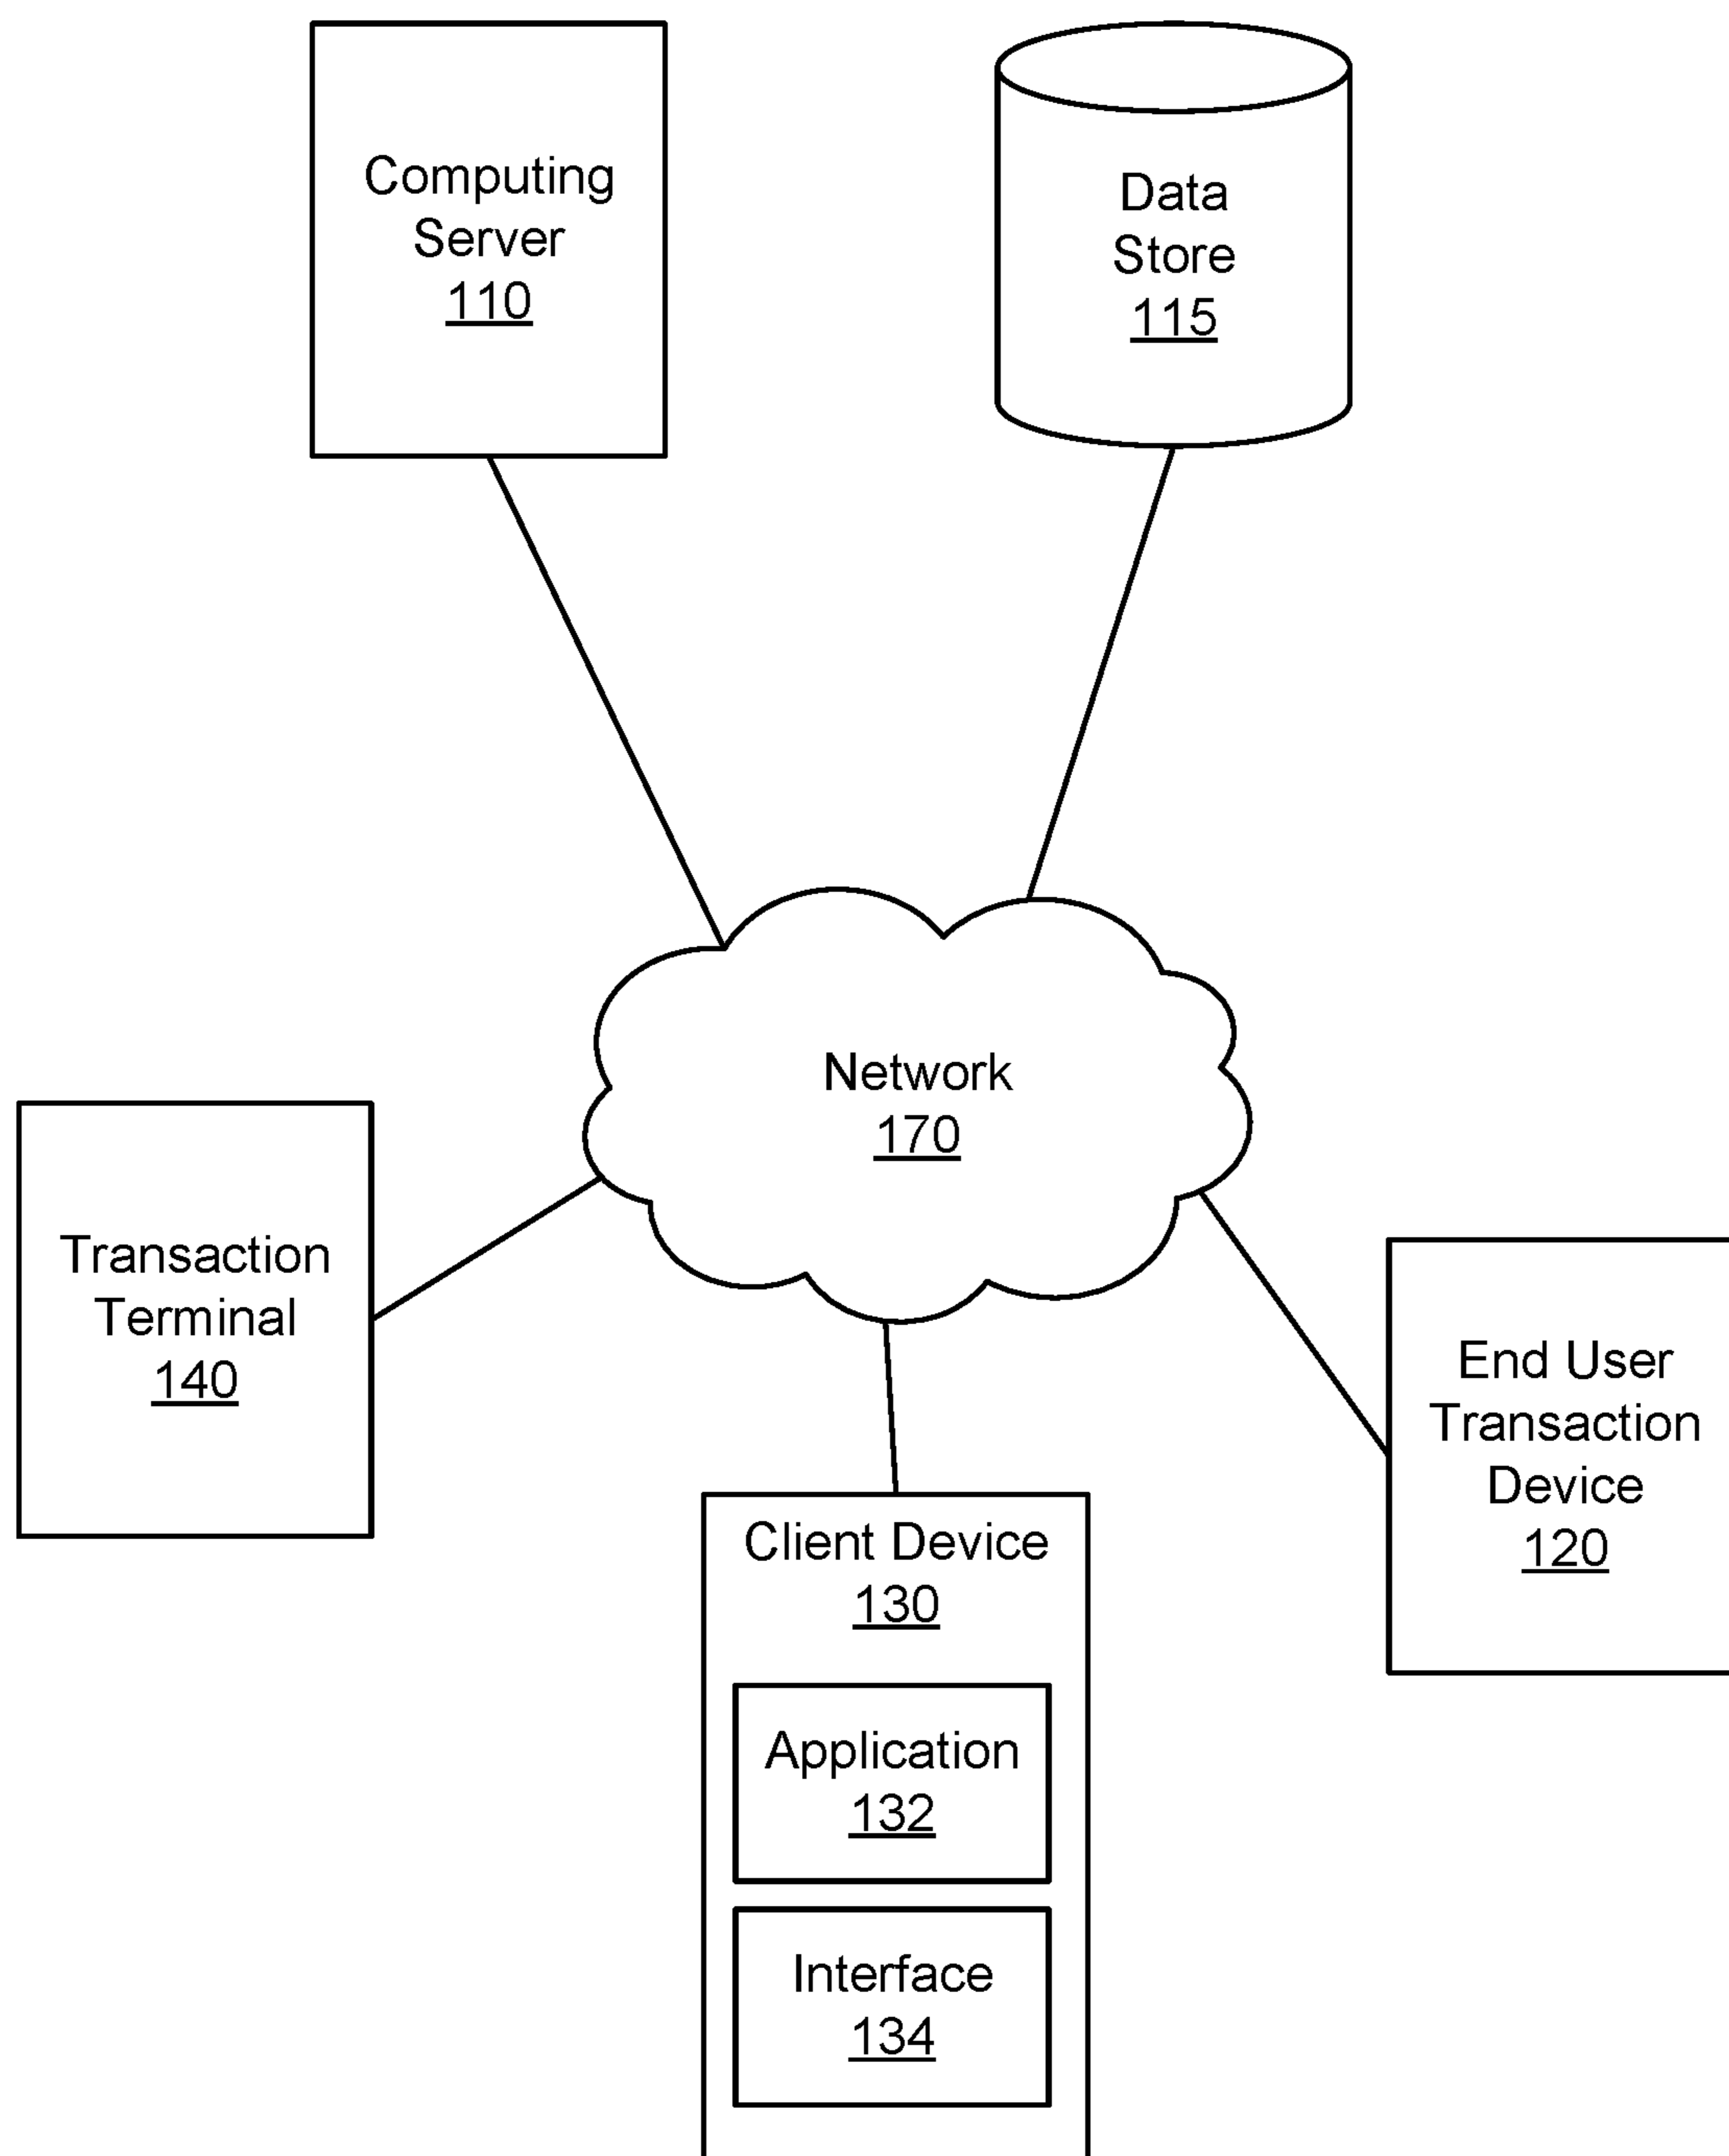 Computing
Server
110
Data
Store
115
Network
170
Transaction
Terminal
140
End User
Transaction
Device
120
Client Device
130
Application
132
Interface
134